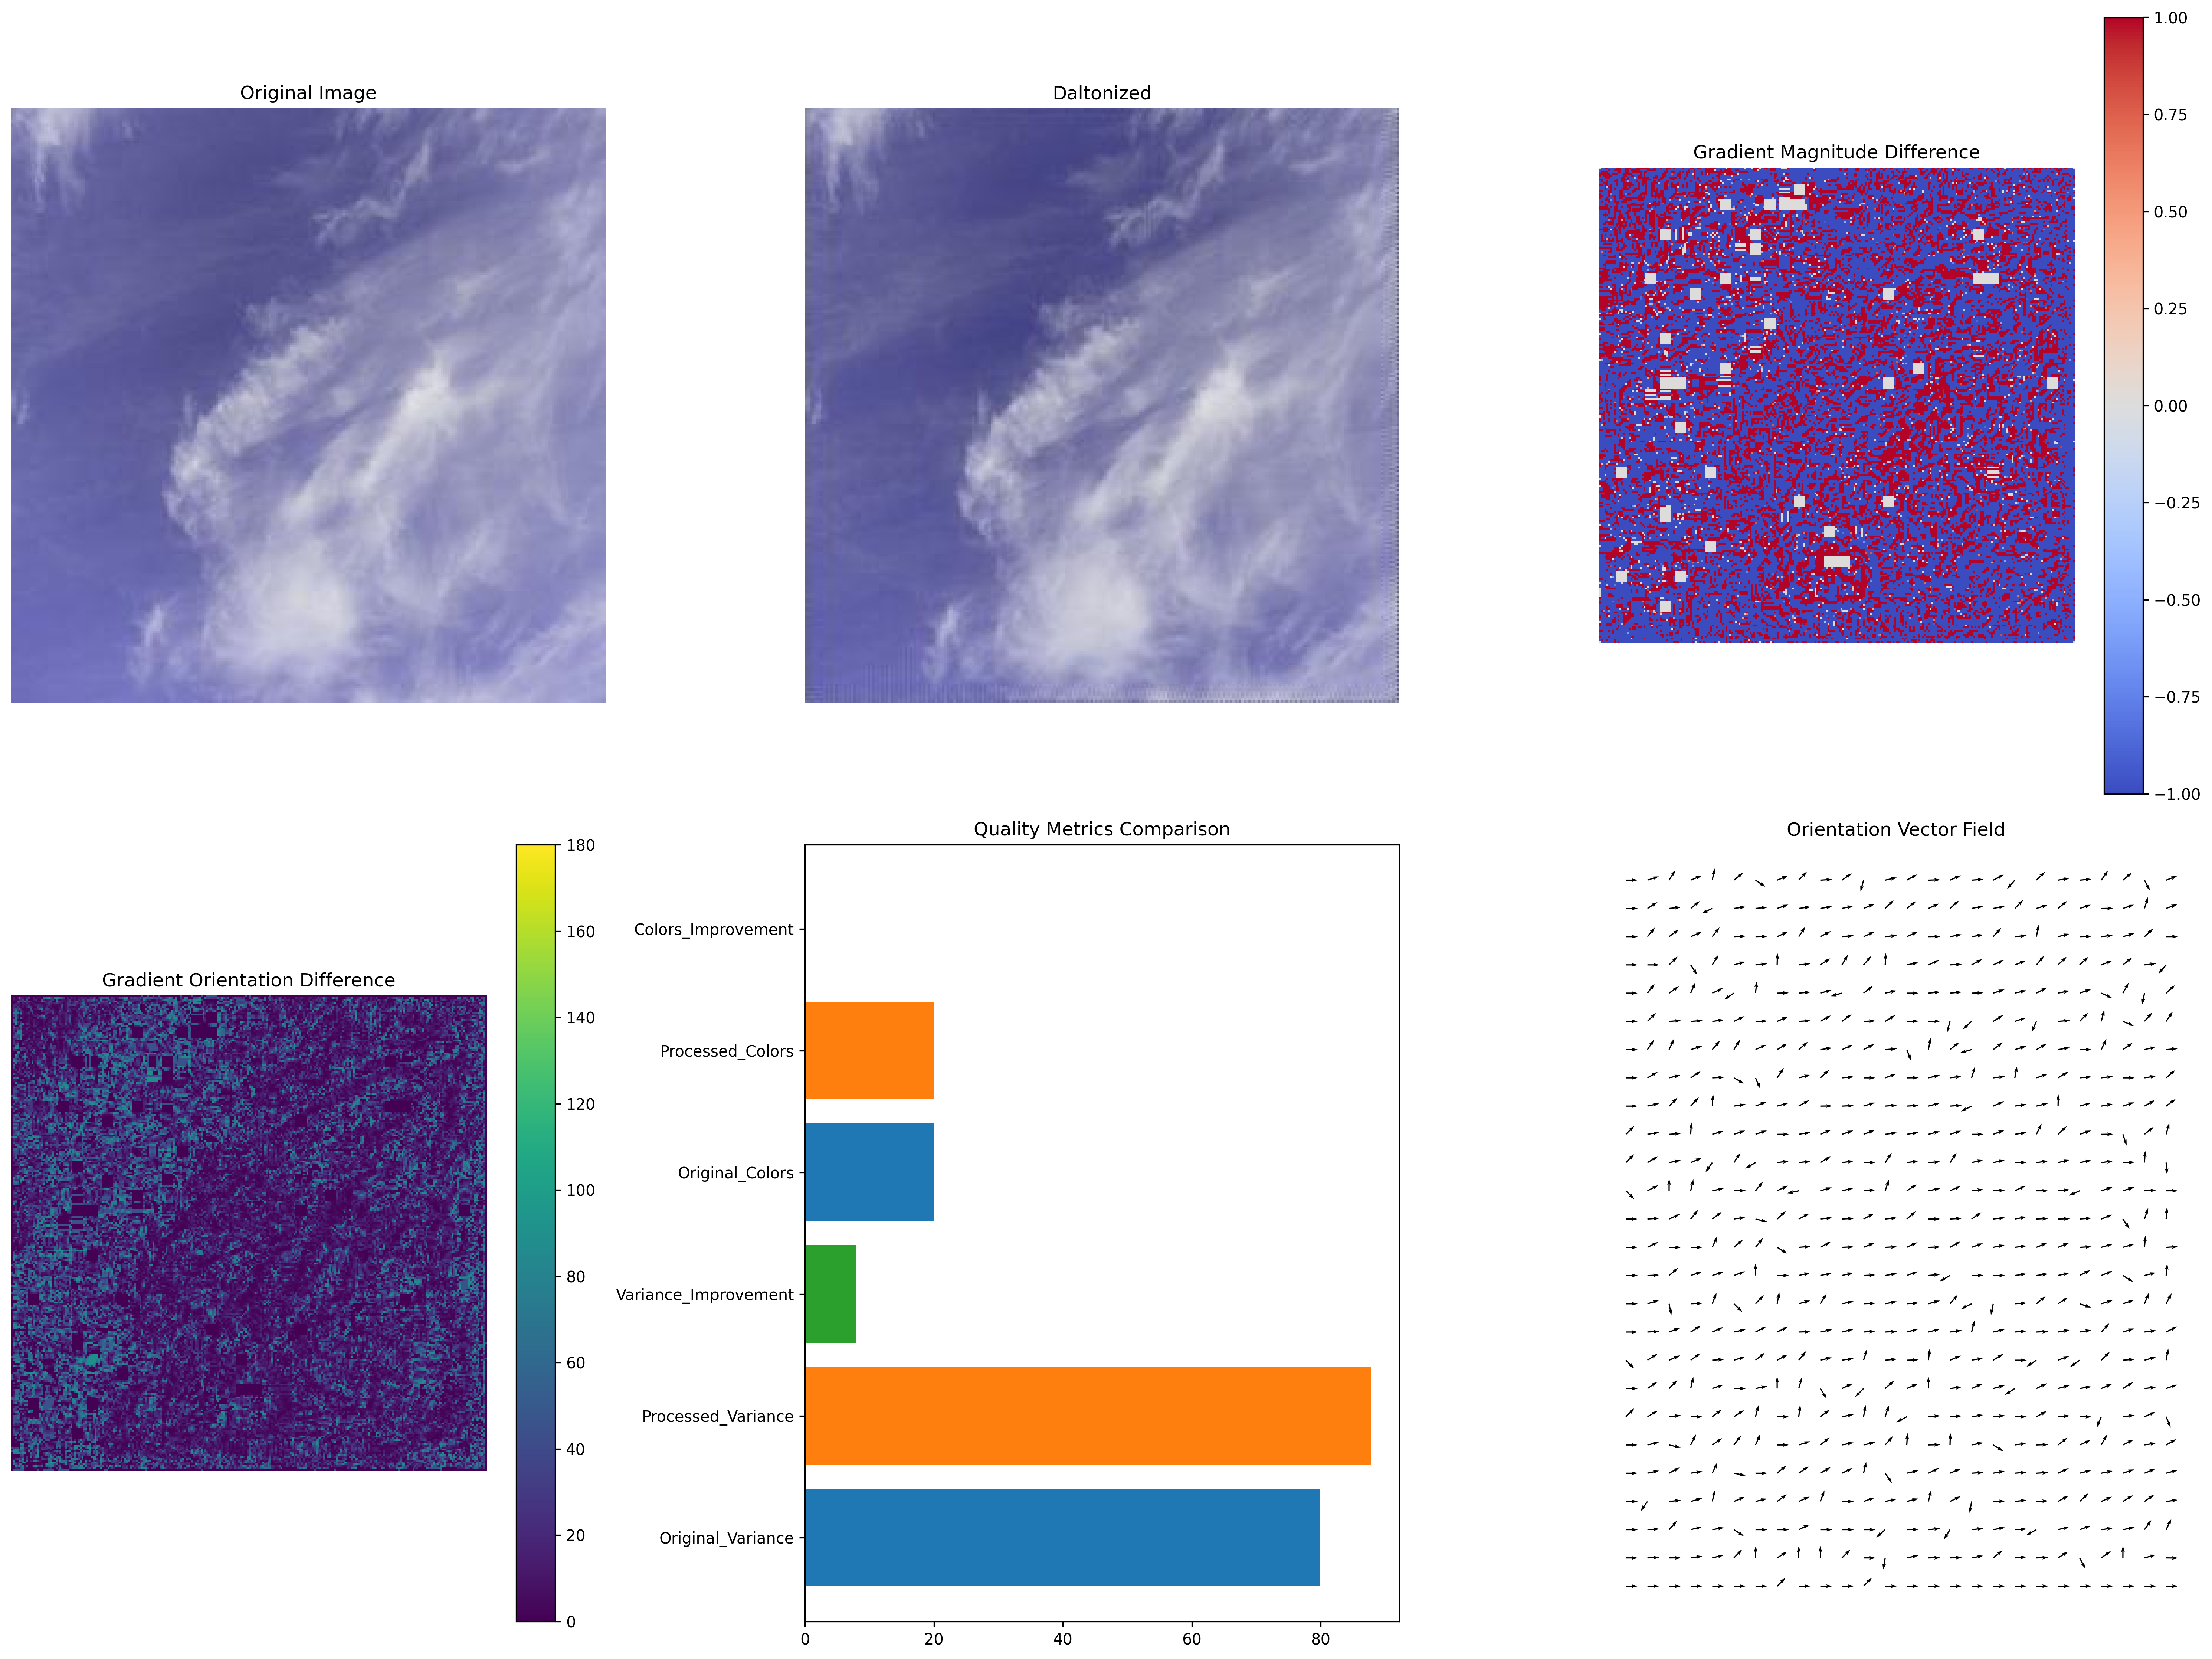 Original Image
Daltonized
Gradient Magnitude Difference
1.00
0.75
0.50
0.25
0.00
−0.25
−0.50
−0.75
−1.00
Gradient Orientation Difference
180
160
140
120
100
80
60
40
20
0
Quality Metrics Comparison
Colors_Improvement
Processed_Colors
Original_Colors
Variance_Improvement
Processed_Variance
Original_Variance
0 20 40 60 80
Orientation Vector Field